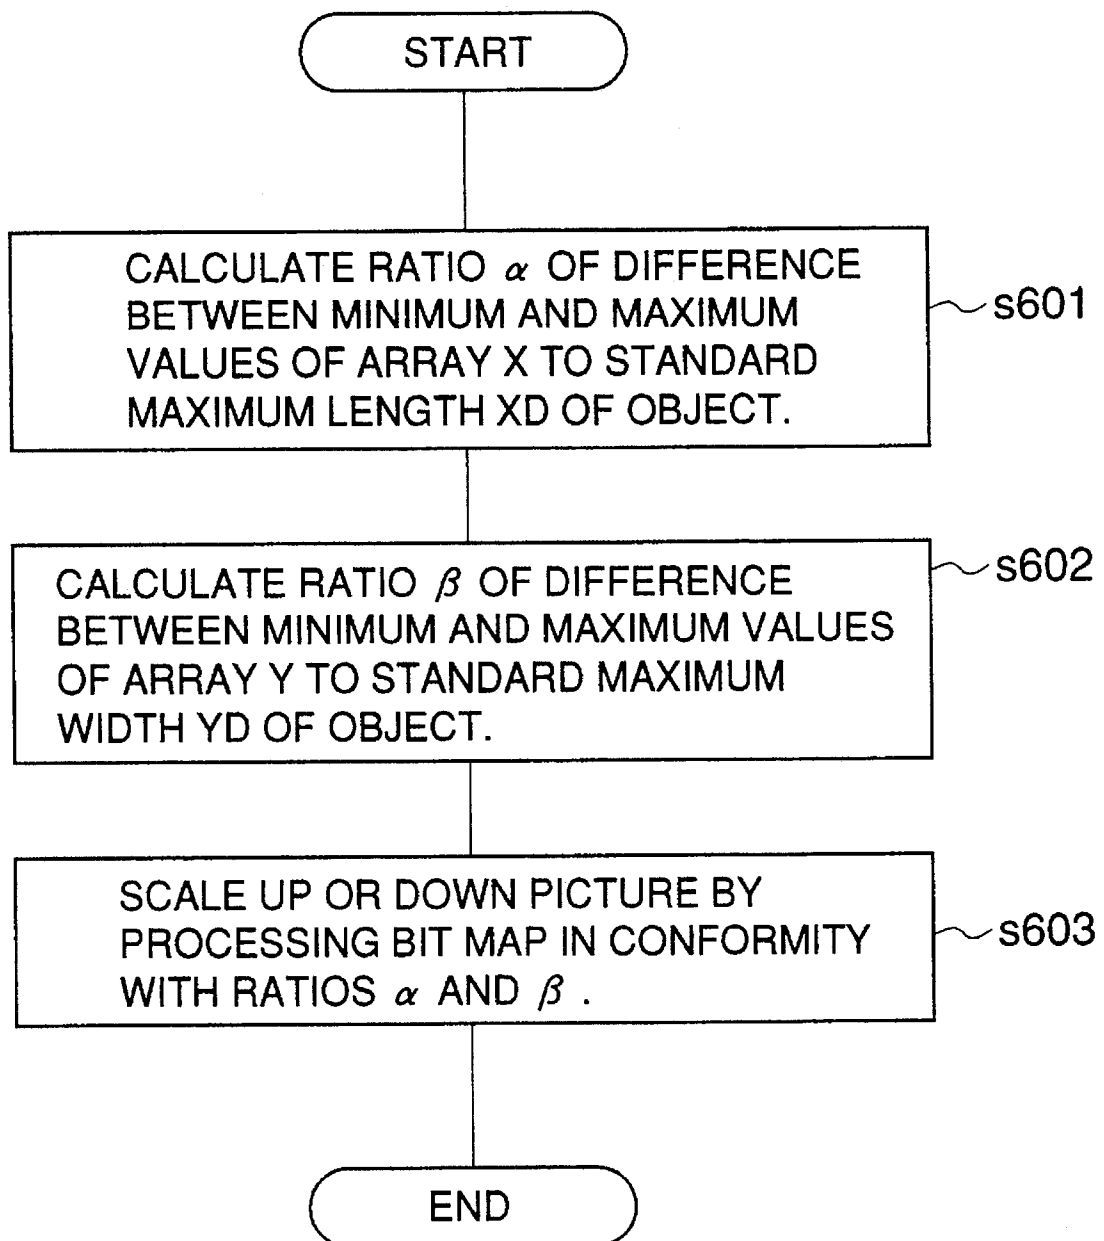 START
CALCULATE RATIO α OF DIFFERENCE
BETWEEN MINIMUM AND MAXIMUM
VALUES OF ARRAY X TO STANDARD
MAXIMUM LENGTH XD OF OBJECT.
s601
CALCULATE RATIO β OF DIFFERENCE
BETWEEN MINIMUM AND MAXIMUM VALUES
OF ARRAY Y TO STANDARD MAXIMUM
WIDTH YD OF OBJECT.
s602
SCALE UP OR DOWN PICTURE BY
PROCESSING BIT MAP IN CONFORMITY
WITH RATIOS α AND β .
s603
END